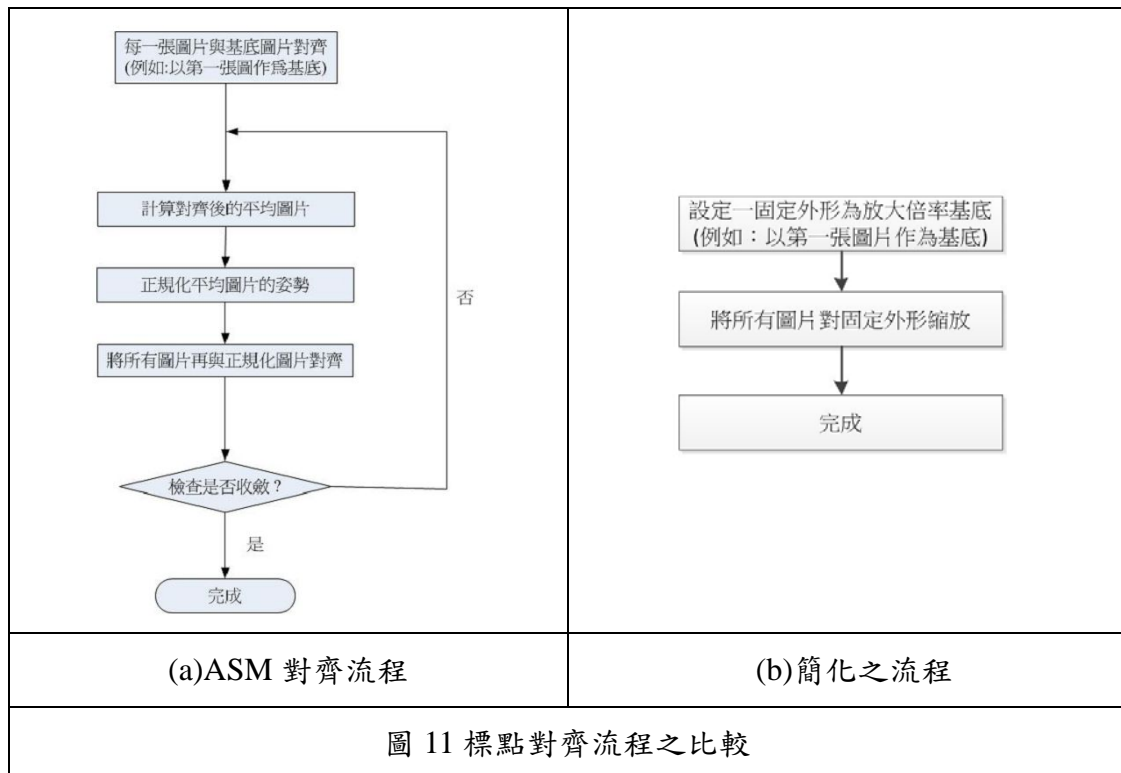 每一張圖片與基底圖片對齊
(例如:以第一張圖作爲基底)
計算對齊後的平均圖片
正規化平均圖片的姿勢
將所有圖片再與正規化圖片對齊
檢查是否收斂？
否
是
完成
設定一固定外形為放大倍率基底
(例如：以第一張圖片作為基底)
將所有圖片對固定外形縮放
完成
(a)ASM 對齊流程
(b)簡化之流程
圖 11 標點對齊流程之比較